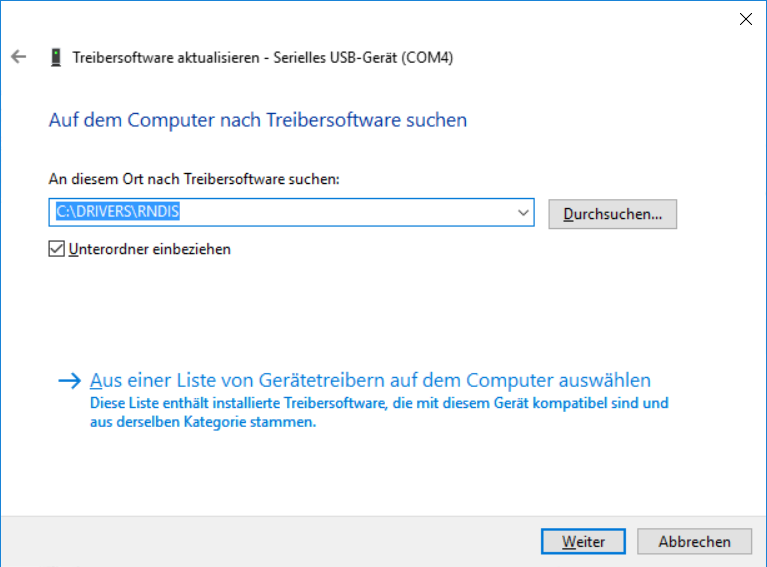 Treibersoftware aktualisieren - Serielles USB-Gerät (COM4)
Auf dem Computer nach Treibersoftware suchen
An diesem Ort nach Treibersoftware suchen:
C:\DRIVERS\RNDIS
Durchsuchen...
Unterordner einbeziehen
Aus einer Liste von Gerätetreibern auf dem Computer auswählen
Diese Liste enthält installierte Treibersoftware, die mit diesem Gerät kompatibel sind und
aus derselben Kategorie stammen.
Weiter
Abbrechen